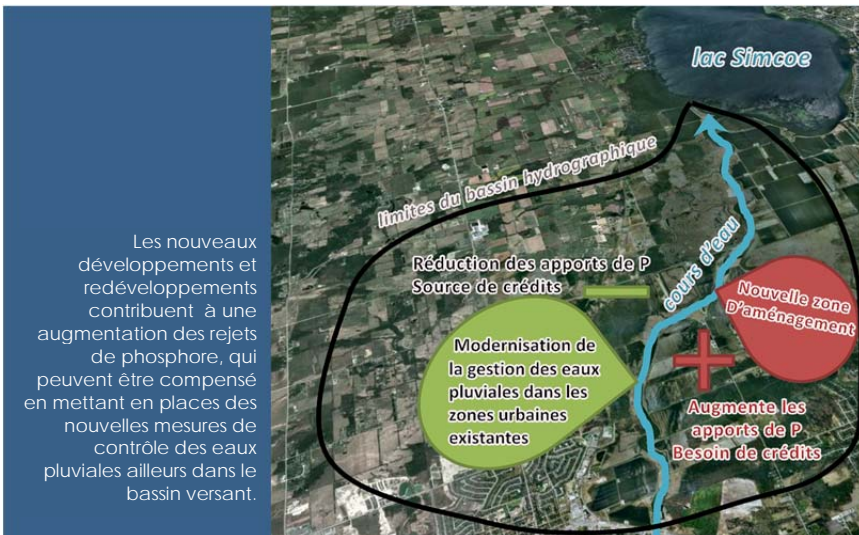 Les nouveaux
développements et
redéveloppements
contribuent à une
augmentation des rejets
de phosphore, qui
peuvent être compensé
en mettant en places des
nouvelles mesures de
contrôle des eaux
pluviales ailleurs dans le
bassin versant.
lac Simcoe
limites du bassin hydrographique
cours d'eau
Réduction des apports de P
Source de crédits
Modernisation de
la gestion des eaux
pluviales dans les
zones urbaines
existantes
Nouvelle zone
D'aménagement
Augmente les
apports de P
Besoin de crédits